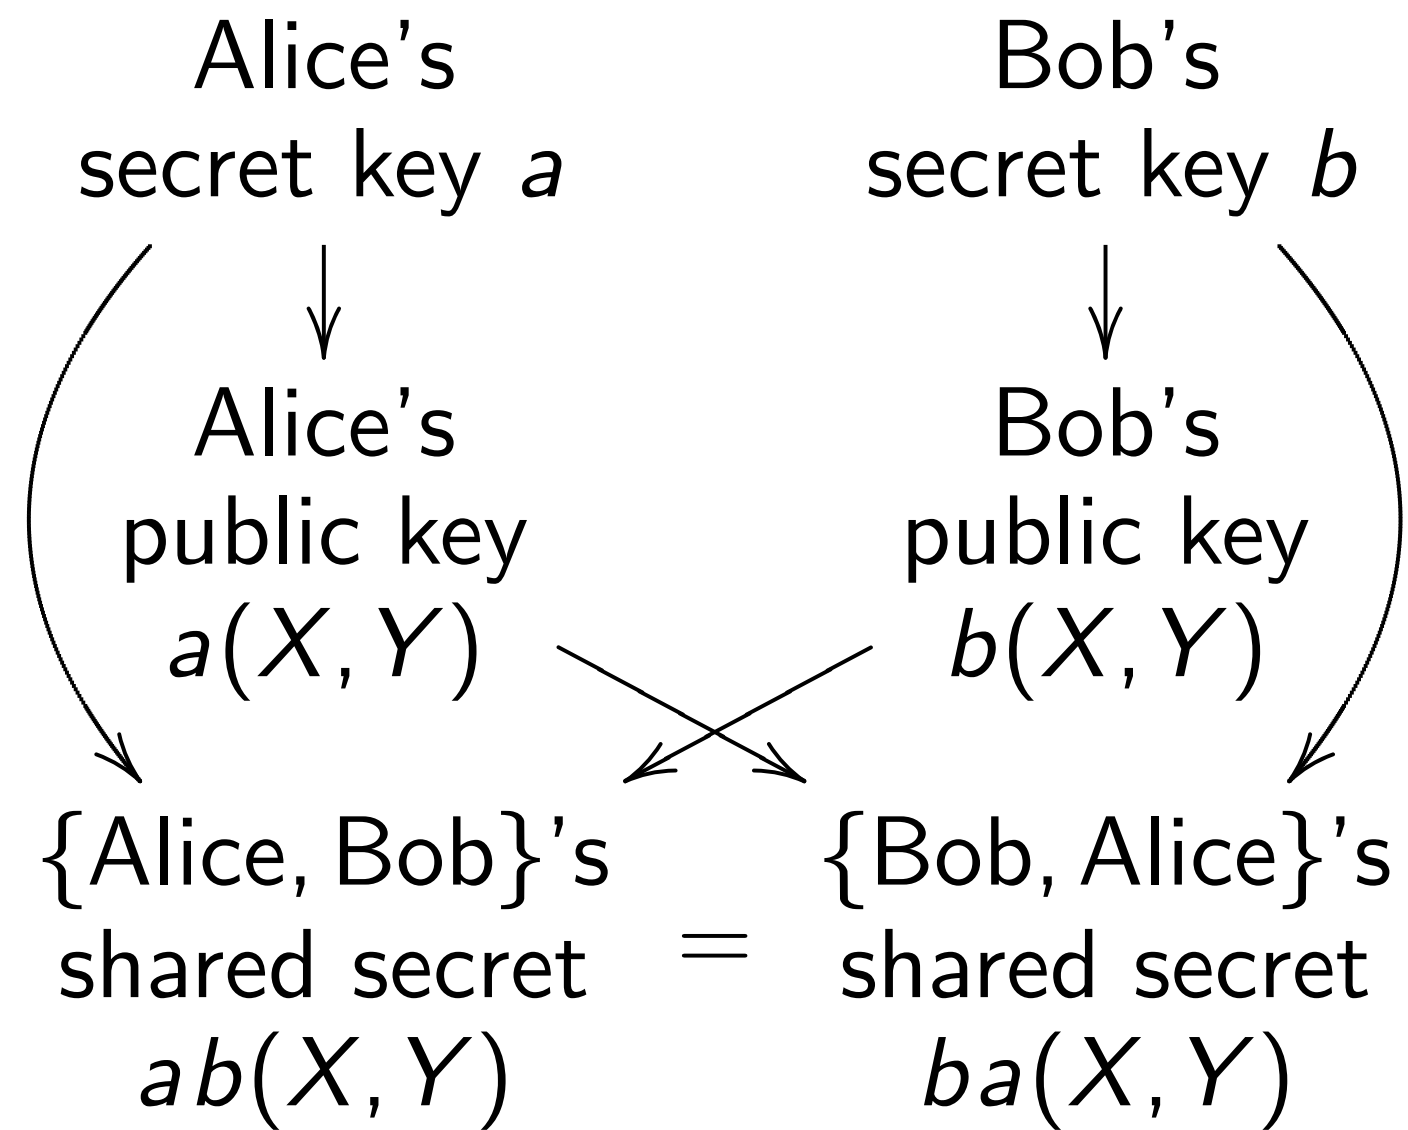 Alice’s
secret key a
Bob’s
secret key b
Alice’s
public key
a(X, Y)
Bob’s
public key
b(X, Y)
{Alice, Bob}’s
shared secret
ab(X, Y)
=
{Bob, Alice}’s
shared secret
ba(X, Y)